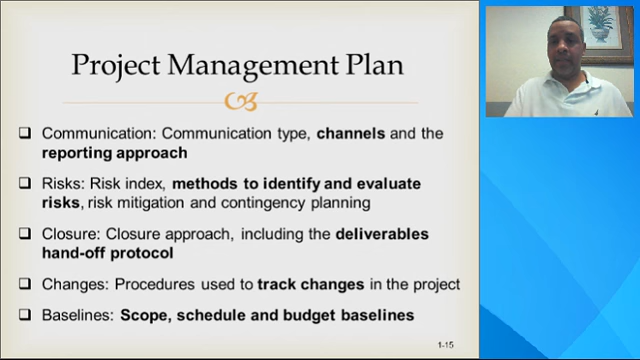 Project Management Plan
Communication: Communication type, channels and the
reporting approach
Risks: Risk index, methods to identify and evaluate
risks, risk mitigation and contingency planning
Closure: Closure approach, including the deliverables
hand-off protocol
Changes: Procedures used to track changes in the project
Baselines: Scope, schedule and budget baselines
1-15